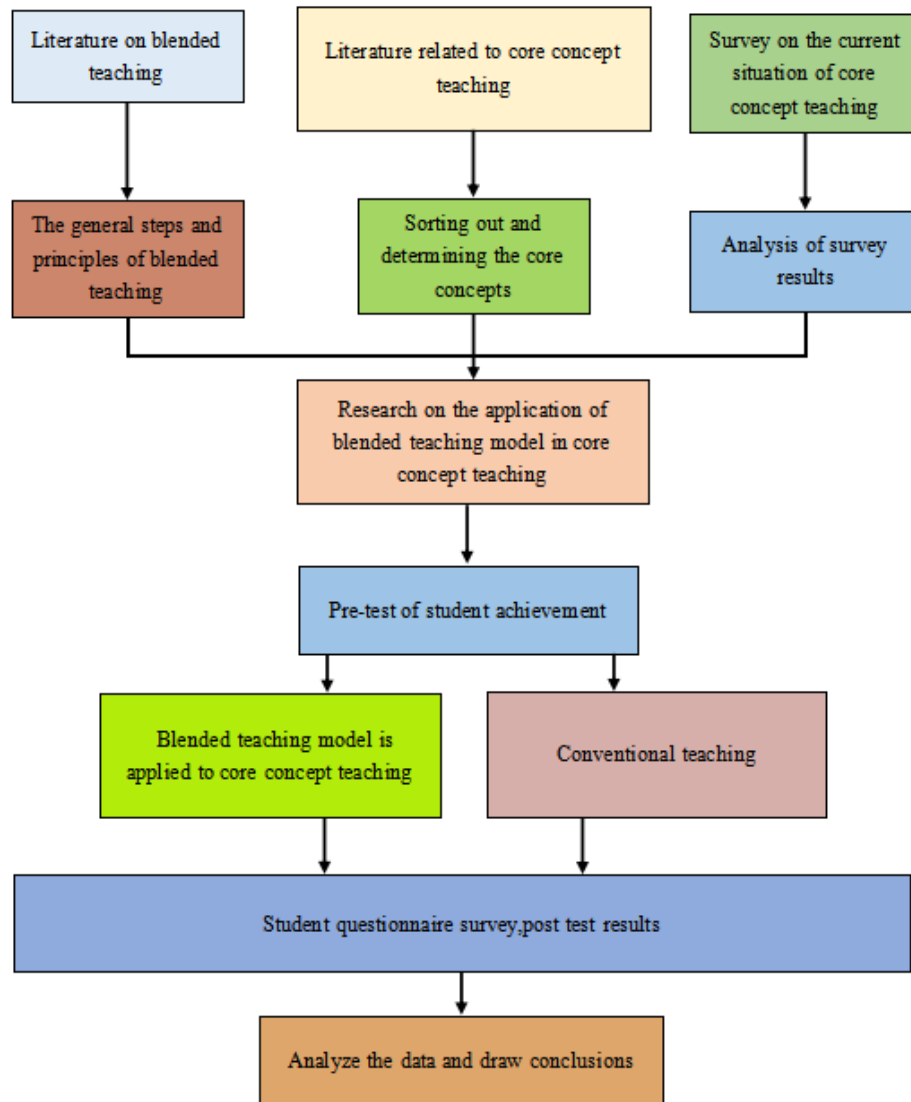 Literature on blended
teaching
Literature related to core concept
teaching
Survey on the current
situation of core
concept teaching
The general steps and
principles of blended
teaching
Sorting out and
determining the core
concepts
Analysis of survey
results
Research on the application of
blended teaching model in core
concept teaching
Pre-test of student achievement
Blended teaching model is
applied to core concept teaching
Conventional teaching
Student questionnaire survey,post test results
Analyze the data and draw conclusions